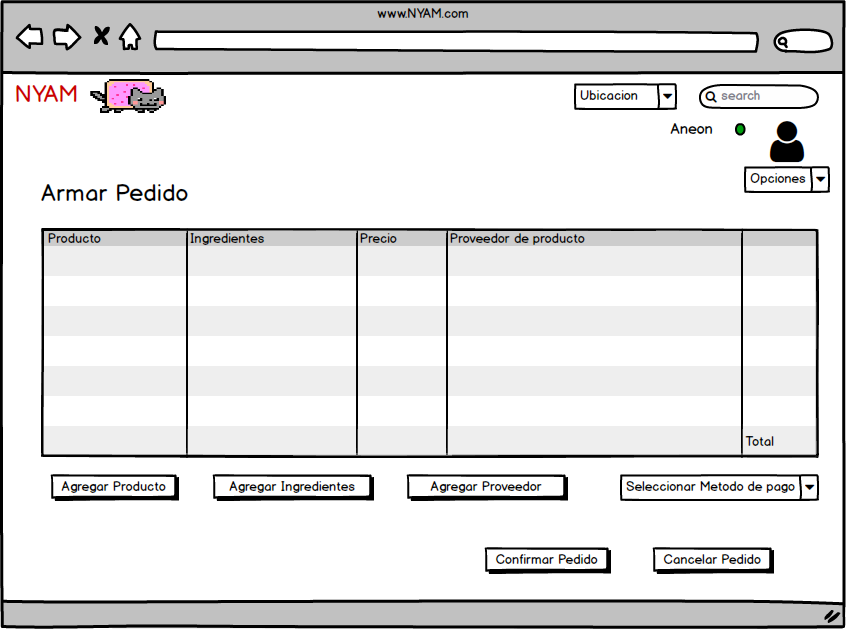 www.NYAM.com
NYAM
Ubicacion
search
Aneon
Opciones
Armar Pedido
Producto Ingredientes Precio Proveedor de producto
Total
Agregar Producto Agregar Ingredientes Agregar Proveedor Seleccionar Metodo de pago
Confirmar Pedido Cancelar Pedido